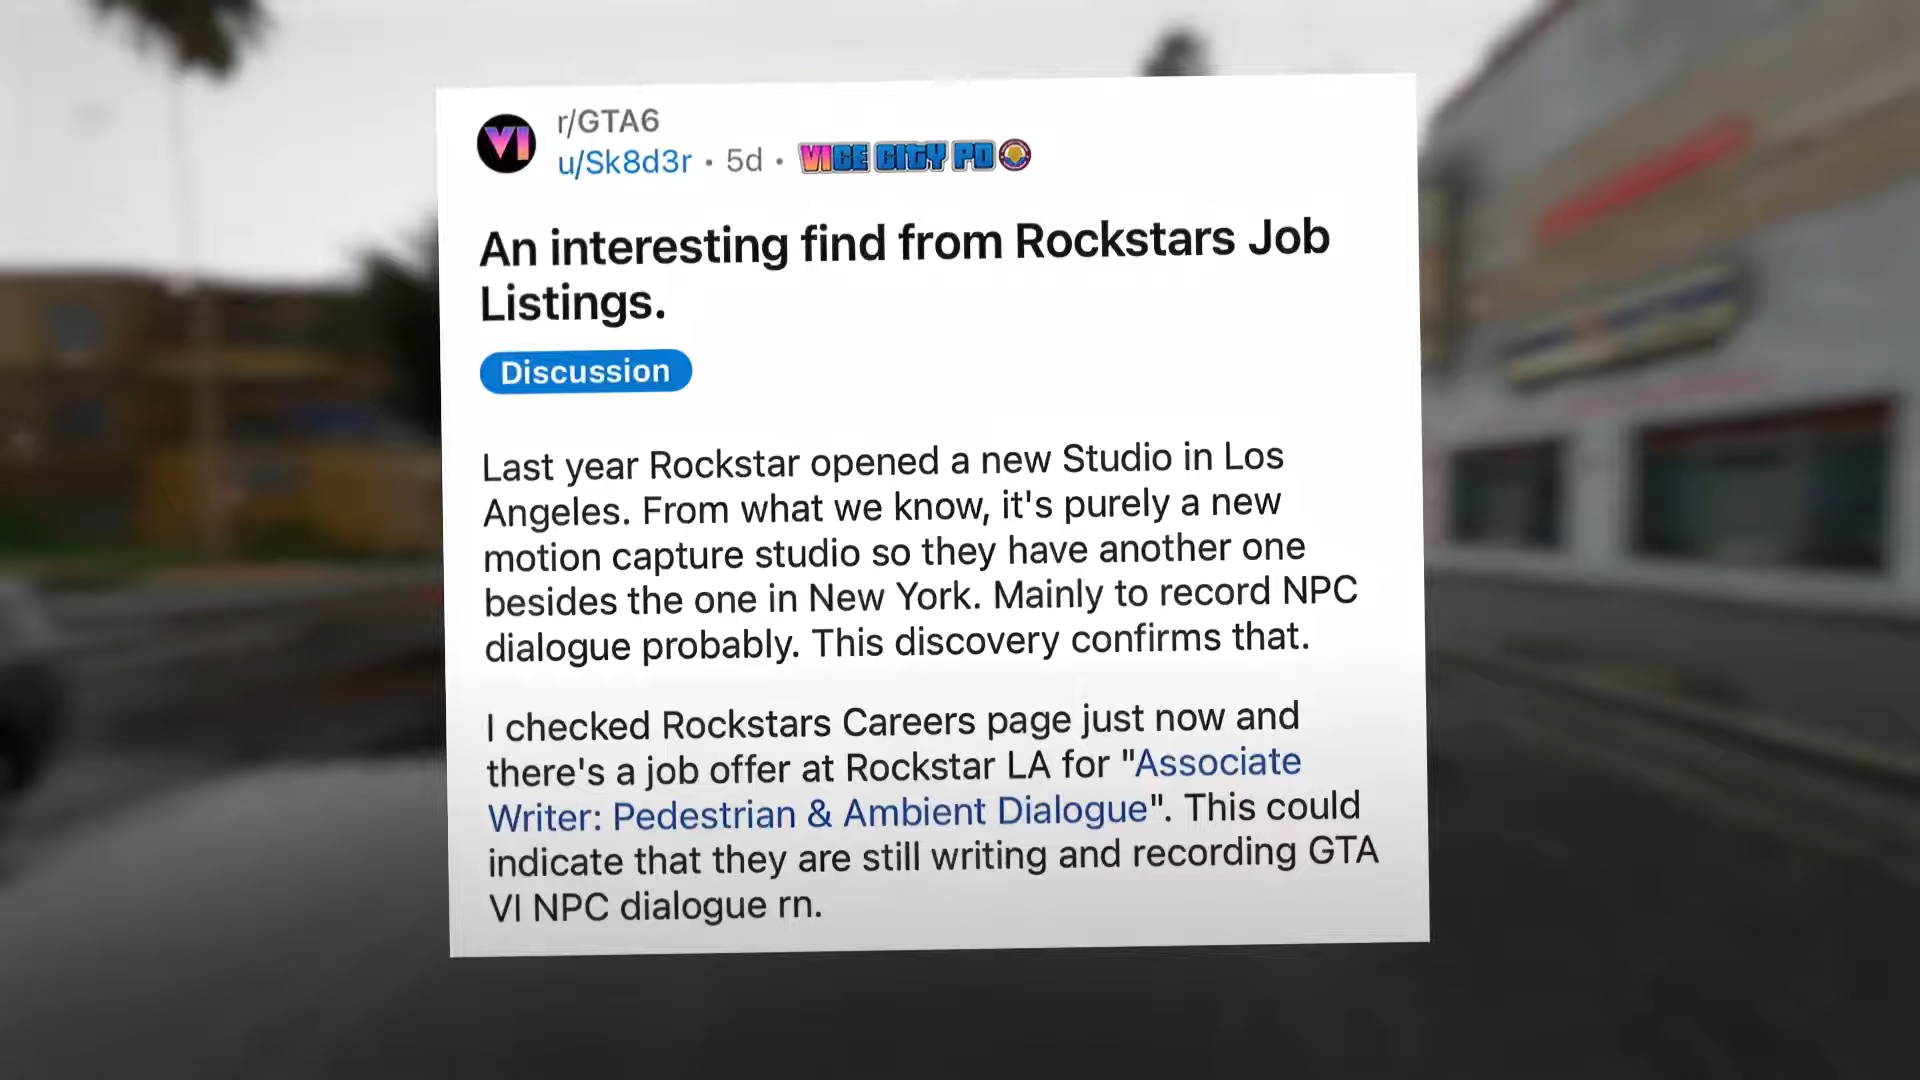 VI
r/GTA6
u/Sk8d3r • 5d • VICE CITY PD
An interesting find from Rockstars Job
Listings.
Discussion
Last year Rockstar opened a new Studio in Los
Angeles. From what we know, it's purely a new
motion capture studio so they have another one
besides the one in New York. Mainly to record NPC
dialogue probably. This discovery confirms that.
I checked Rockstars Careers page just now and
there's a job offer at Rockstar LA for "Associate
Writer: Pedestrian & Ambient Dialogue". This could
indicate that they are still writing and recording GTA
VI NPC dialogue rn.